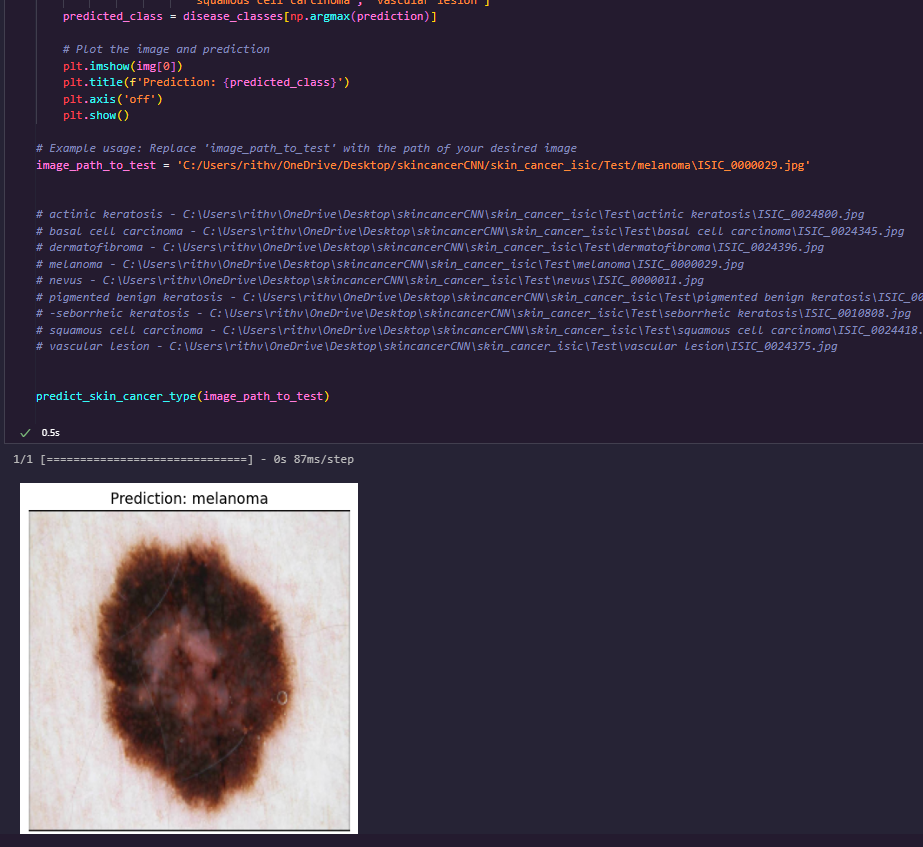 "squamous cell carcinoma", "vascular lesion"]
predicted_class = disease_classes[np.argmax(prediction)]
# Plot the image and prediction
plt.imshow(img[0])
plt.title(f'Prediction: {predicted_class}')
plt.axis('off')
plt.show()
# Example usage: Replace 'image_path_to_test' with the path of your desired image
image_path_to_test = 'C:/Users/rithv/OneDrive/Desktop/skincancerCNN/skin_cancer_isic/Test/melanoma\ISIC_0000029.jpg'
# actinic keratosis - C:\Users\rithv\OneDrive\Desktop\skincancerCNN\skin_cancer_isic\Test\actinic keratosis\ISIC_0024800.jpg
# basal cell carcinoma - C:\Users\rithv\OneDrive\Desktop\skincancerCNN\skin_cancer_isic\Test\basal cell carcinoma\ISIC_0024345.jpg
# dermatofibroma - C:\Users\rithv\OneDrive\Desktop\skincancerCNN\skin_cancer_isic\Test\dermatofibroma\ISIC_0024396.jpg
# melanoma - C:\Users\rithv\OneDrive\Desktop\skincancerCNN\skin_cancer_isic\Test\melanoma\ISIC_0000029.jpg
# nevus - C:\Users\rithv\OneDrive\Desktop\skincancerCNN\skin_cancer_isic\Test\nevus\ISIC_0000011.jpg
# pigmented benign keratosis - C:\Users\rithv\OneDrive\Desktop\skincancerCNN\skin_cancer_isic\Test\pigmented benign keratosis\ISIC_00
# -seborrheic keratosis - C:\Users\rithv\OneDrive\Desktop\skincancerCNN\skin_cancer_isic\Test\seborrheic keratosis\ISIC_0010808.jpg
# squamous cell carcinoma - C:\Users\rithv\OneDrive\Desktop\skincancerCNN\skin_cancer_isic\Test\squamous cell carcinoma\ISIC_0024418.
# vascular lesion - C:\Users\rithv\OneDrive\Desktop\skincancerCNN\skin_cancer_isic\Test\vascular lesion\ISIC_0024375.jpg
predict_skin_cancer_type(image_path_to_test)
0.5s
1/1 [==============================] - 0s 87ms/step
Prediction: melanoma